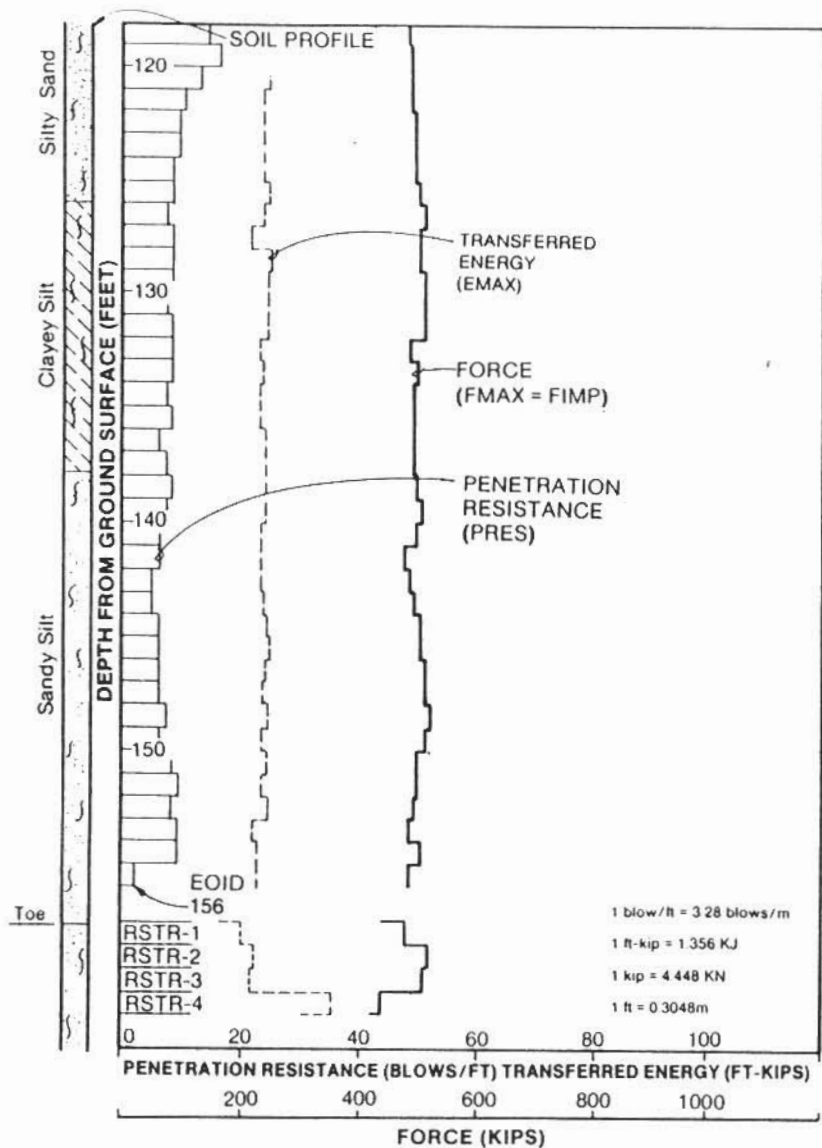 SOIL PROFILE
Silty Sand
120
TRANSFERRED
ENERGY
(EMAX)
130
Clayey Silt
DEPTH FROM GROUND SURFACE (FEET)
FORCE
(FMAX = FIMP)
PENETRATION
RESISTANCE
(PRES)
140
Sandy Silt
150
EOID
156
Toe
RSTR-1
RSTR-2
RSTR-3
RSTR-4
1 blow/ft = 3.28 blows/m
1 ft-kip = 1.356 KJ
1 kip = 4.448 KN
1 ft = 0.3048m
0 20 40 60 80 100
PENETRATION RESISTANCE (BLOWS/FT) TRANSFERRED ENERGY (FT-KIPS)
200 400 600 800 1000
FORCE (KIPS)